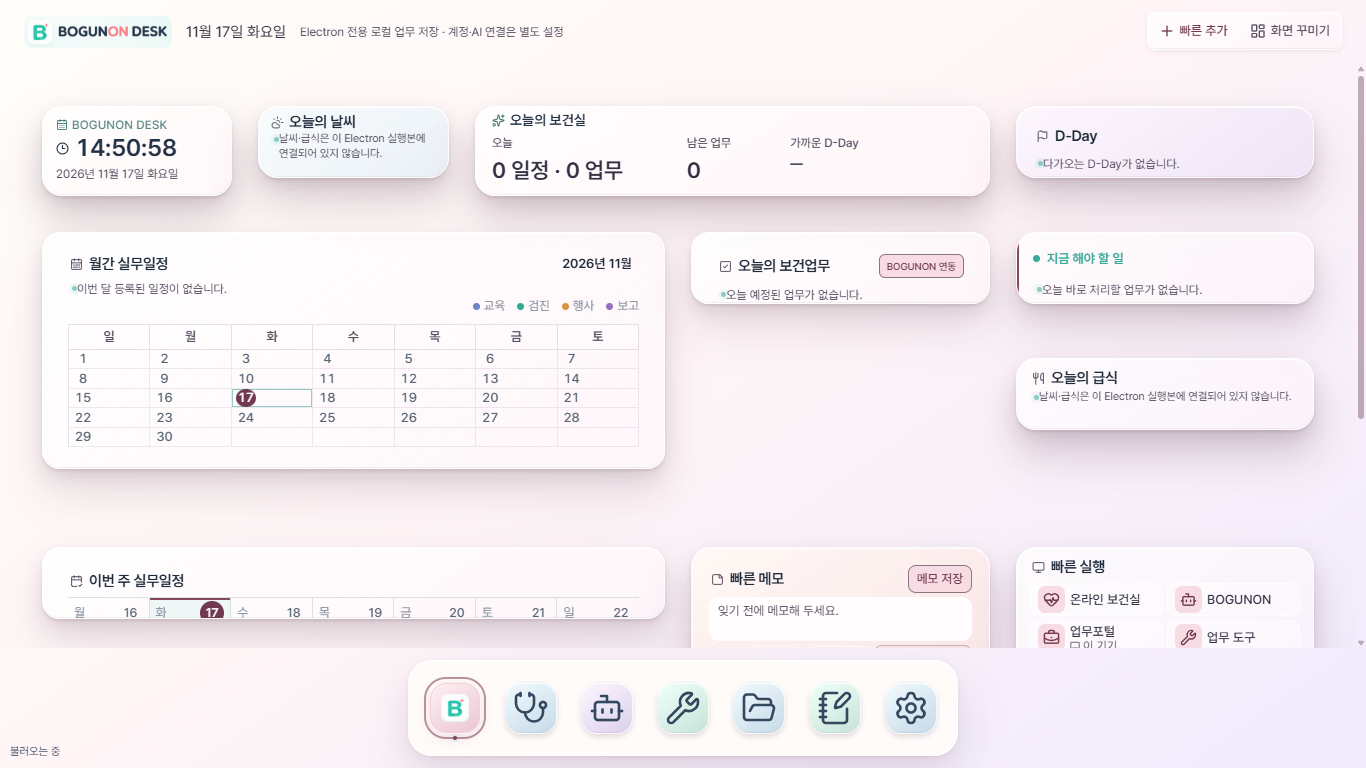 BOGUNON DESK
11월 17일 화요일
Electron 전용 로컬 업무 저장 · 계정·AI 연결은 별도 설정
빠른 추가
화면 꾸미기
BOGUNON DESK
14:50:58
2026년 11월 17일 화요일
오늘의 날씨
날씨·급식은 이 Electron 실행본에
연결되어 있지 않습니다.
오늘의 보건실
오늘
0 일정 · 0 업무
남은 업무
0
가까운 D-Day
—
D-Day
다가오는 D-Day가 없습니다.
월간 실무일정
2026년 11월
이번 달 등록된 일정이 없습니다.
교육 검진 행사 보고
일 월 화 수 목 금 토
1 2 3 4 5 6 7
8 9 10 11 12 13 14
15 16 17 18 19 20 21
22 23 24 25 26 27 28
29 30
오늘의 보건업무
BOGUNON 연동
오늘 예정된 업무가 없습니다.
지금 해야 할 일
오늘 바로 처리할 업무가 없습니다.
오늘의 급식
날씨·급식은 이 Electron 실행본에 연결되어 있지 않습니다.
이번 주 실무일정
월 16 화 17 수 18 목 19 금 20 토 21 일 22
빠른 메모
메모 저장
잊기 전에 메모해 두세요.
빠른 실행
온라인 보건실
BOGUNON
업무포털
이 기기
업무 도구
B
불러오는 중